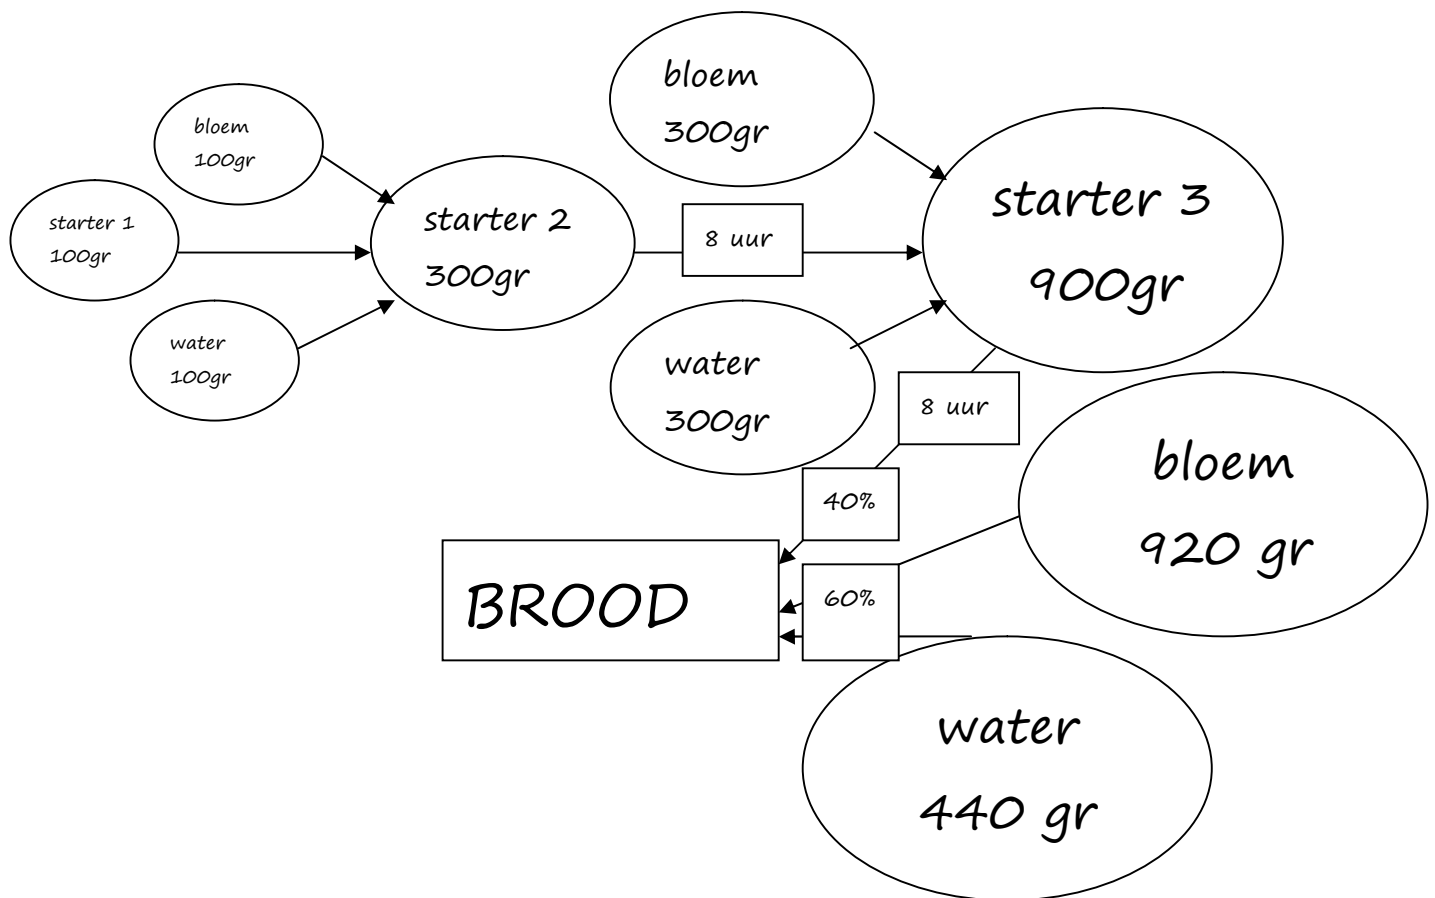 bloem
100gr
starter 1
100gr
water
100gr
starter 2
300gr
bloem
300gr
8 uur
water
300gr
starter 3
900gr
8 uur
40%
bloem
920 gr
60%
BROOD
water
440 gr